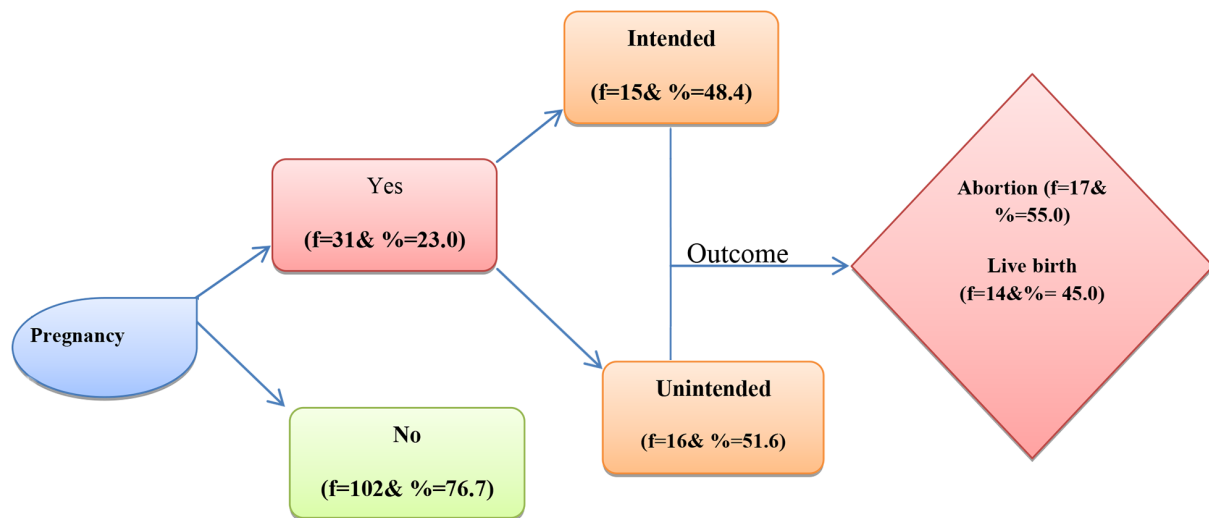 Pregnancy
Yes
(f=31& %=23.0)
No
(f=102& %=76.7)
Intended
(f=15& %=48.4)
Unintended
(f=16& %=51.6)
Outcome
Abortion (f=17&
%=55.0)
Live birth
(f=14&%= 45.0)